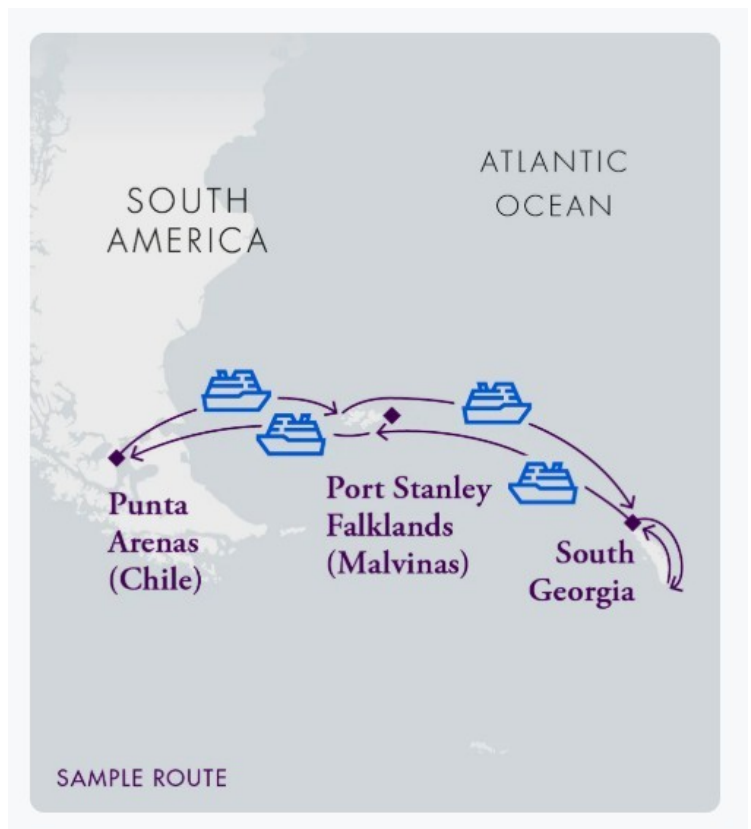 SOUTH
AMERICA
ATLANTIC
OCEAN
Punta
Arenas
(Chile)
Port Stanley
Falklands
(Malvinas)
South
Georgia
SAMPLE ROUTE